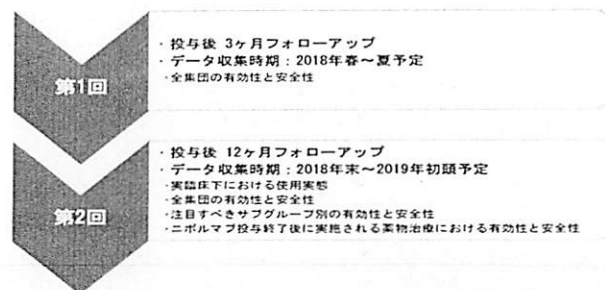 第1回
・投与後 3ヶ月フォローアップ
・データ収集時期：2018年春～夏予定
・全集団の有効性と安全性
第2回
・投与後 12ヶ月フォローアップ
・データ収集時期：2018年末～2019年初頭予定
・実臨床下における使用実態
・全集団の有効性と安全性
・注目すべきサブグループ別の有効性と安全性
・ニボルマブ投与終了後に実施される薬物治療における有効性と安全性